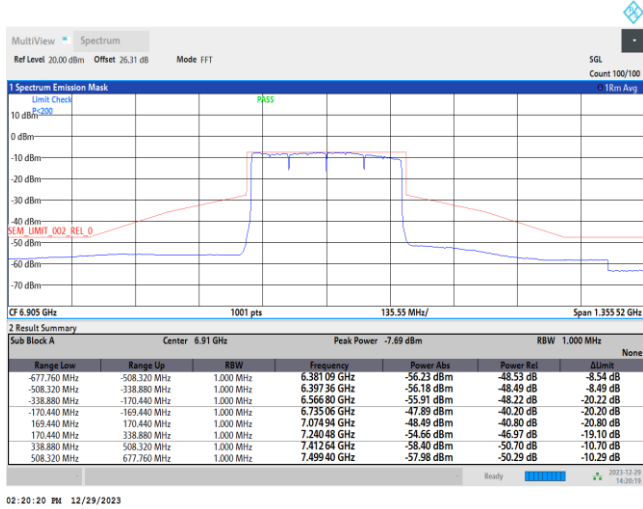 MultiView Spectrum
Ref Level 20.00 dBm Offset 26.31 dB Mode FFT SGL
Count 100/100
1 Spectrum Emission Mask 1Rm Avg
Limit Check PASS
P<200
10 dBm
0 dBm
-10 dBm
-20 dBm
-30 dBm
-40 dBm
SEM_LIMIT_002_REL_0
-50 dBm
-60 dBm
-70 dBm
CF 6.905 GHz 1001 pts 135.55 MHz/ Span 1.355 52 GHz
2 Result Summary
Sub Block A Center 6.91 GHz Peak Power -7.69 dBm RBW 1.000 MHz
None
Range Low Range Up RBW Frequency Power Abs Power Rel ΔLimit
-677.760 MHz -508.320 MHz 1.000 MHz 6.381 09 GHz -56.23 dBm -48.53 dB -8.54 dB
-508.320 MHz -338.880 MHz 1.000 MHz 6.397 36 GHz -56.18 dBm -48.49 dB -8.49 dB
-338.880 MHz -170.440 MHz 1.000 MHz 6.566 80 GHz -55.91 dBm -48.22 dB -20.22 dB
-170.440 MHz -169.440 MHz 1.000 MHz 6.735 06 GHz -47.89 dBm -40.20 dB -20.20 dB
169.440 MHz 170.440 MHz 1.000 MHz 7.074 94 GHz -48.49 dBm -40.80 dB -20.80 dB
170.440 MHz 338.880 MHz 1.000 MHz 7.240 48 GHz -54.66 dBm -46.97 dB -19.10 dB
338.880 MHz 508.320 MHz 1.000 MHz 7.412 64 GHz -58.40 dBm -50.70 dB -10.70 dB
508.320 MHz 677.760 MHz 1.000 MHz 7.499 40 GHz -57.98 dBm -50.29 dB -10.29 dB
Ready 2023-12-29
14:20:19
02:20:20 PM 12/29/2023